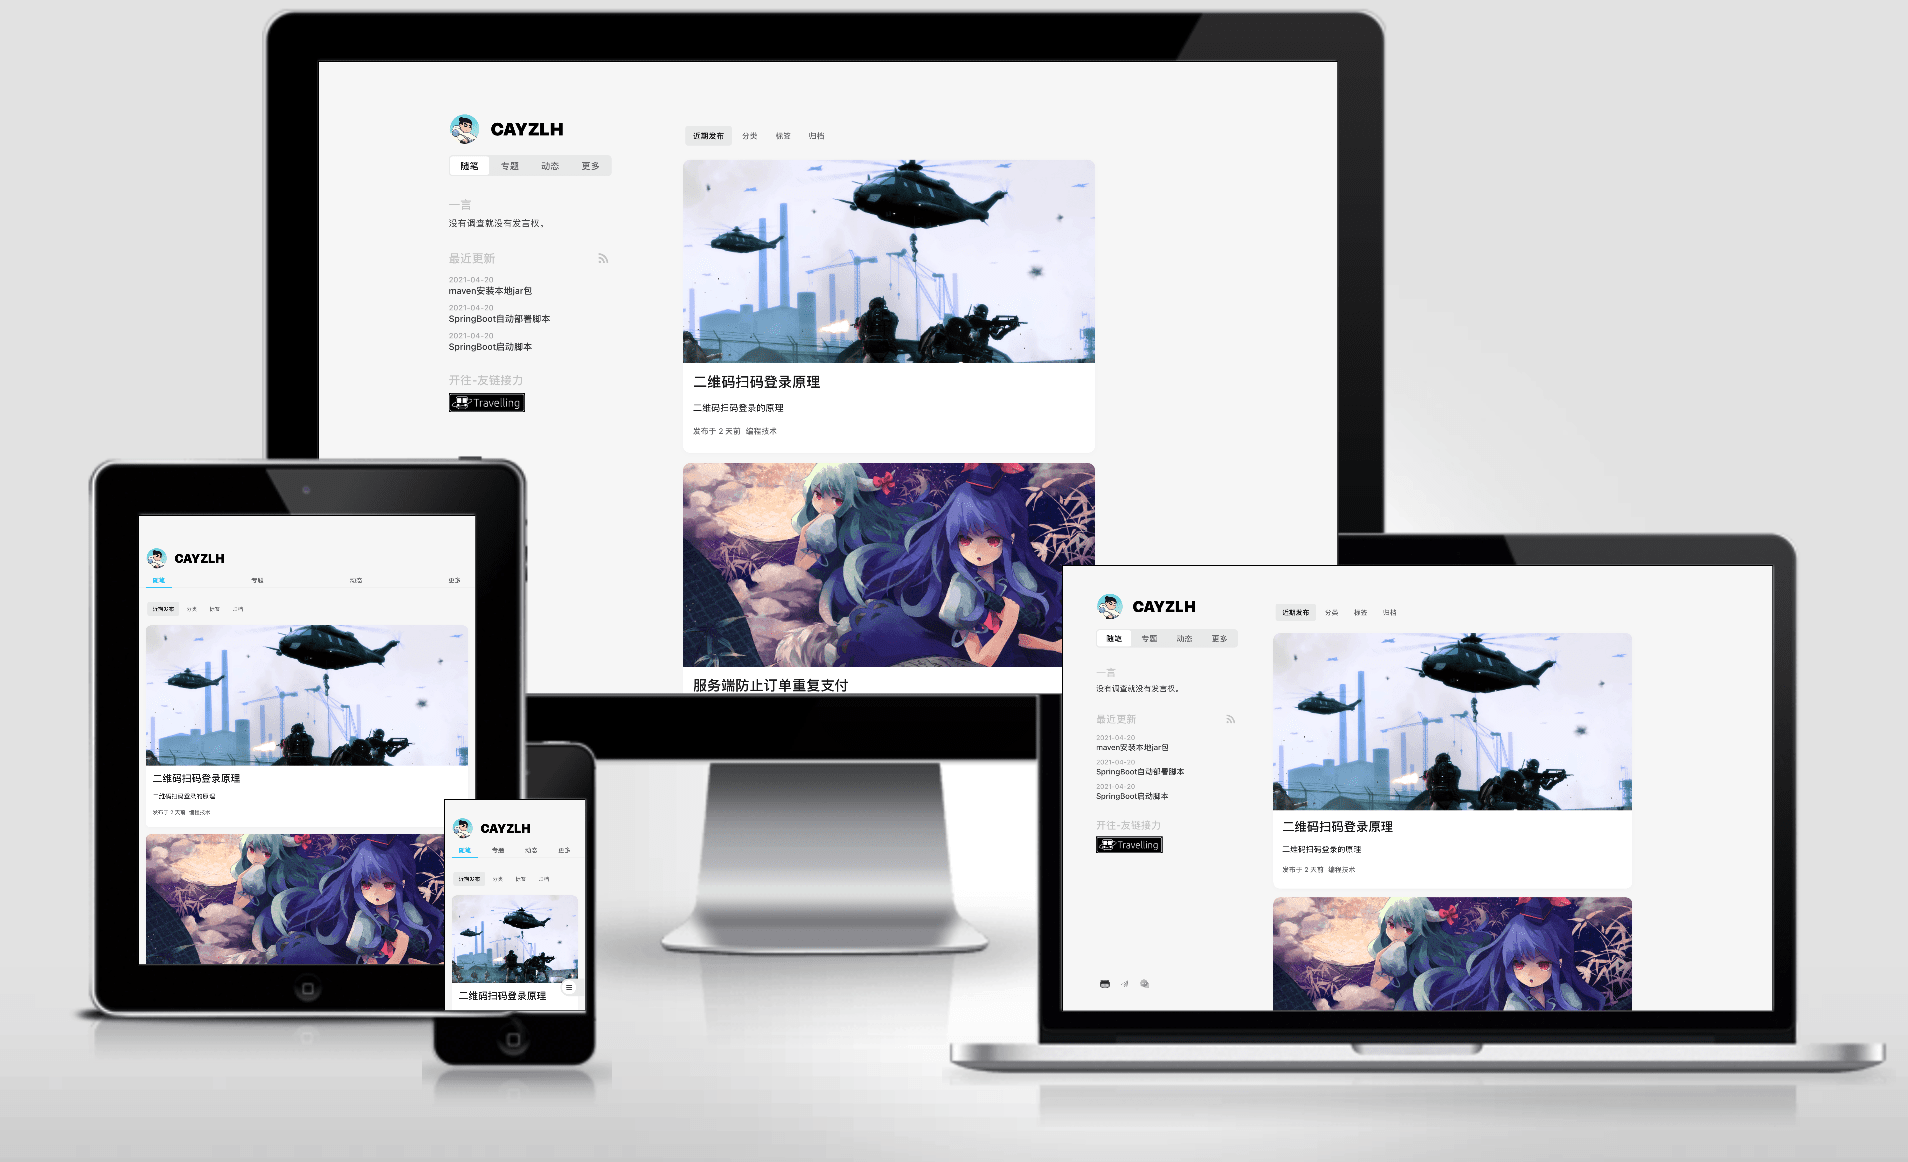 CAYZLH
随笔 专题 动态 更多
一言
没有调查就没有发言权。
最近更新
2021-04-20
maven安装本地jar包
2021-04-20
SpringBoot自动部署脚本
2021-04-20
SpringBoot启动脚本
开往-友链接力
Travelling
近期发布 分类 标签 归档
二维码扫码登录原理
二维码扫码登录的原理
发布于 2 天前 编程技术
服务端防止订单重复支付
CAYZLH
随笔 专题 动态 更多
近期发布 分类 标签 归档
二维码扫码登录原理
二维码扫码登录的原理
发布于 2 天前 编程技术
CAYZLH
随笔 专题 动态 更多
近期发布 分类 标签 归档
二维码扫码登录原理
CAYZLH
随笔 专题 动态 更多
一言
没有调查就没有发言权。
最近更新
2021-04-20
maven安装本地jar包
2021-04-20
SpringBoot自动部署脚本
2021-04-20
SpringBoot启动脚本
开往-友链接力
Travelling
近期发布 分类 标签 归档
二维码扫码登录原理
二维码扫码登录的原理
发布于 2 天前 编程技术